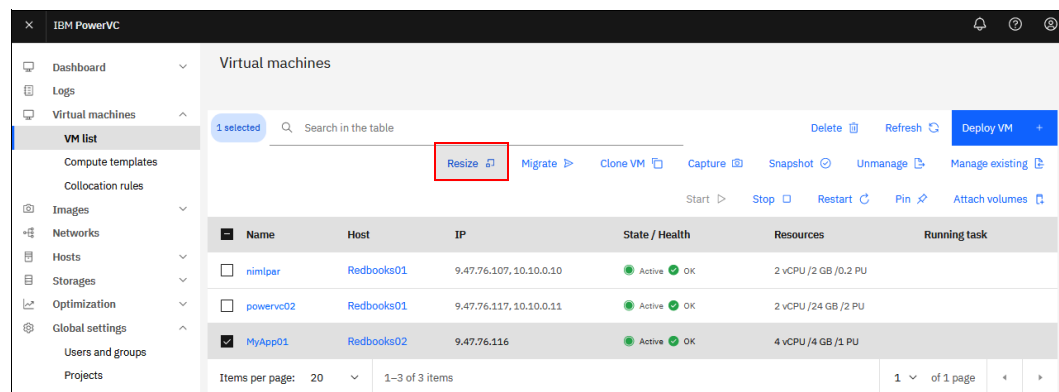 IBM PowerVC
Dashboard
Logs
Virtual machines
VM list
Compute templates
Collocation rules
Images
Networks
Hosts
Storages
Optimization
Global settings
Users and groups
Projects
Virtual machines
1 selected Search in the table Delete Refresh Deploy VM +
Resize Migrate Clone VM Capture Snapshot Unmanage Manage existing
Start Stop Restart Pin Attach volumes
Name Host IP State / Health Resources Running task
nimlpar Redbooks01 9.47.76.107, 10.10.0.10 Active OK 2 vCPU /2 GB /0.2 PU
powervc02 Redbooks01 9.47.76.117, 10.10.0.11 Active OK 2 vCPU /24 GB /2 PU
MyApp01 Redbooks02 9.47.76.116 Active OK 4 vCPU /4 GB /1 PU
Items per page: 20 1–3 of 3 items 1 of 1 page